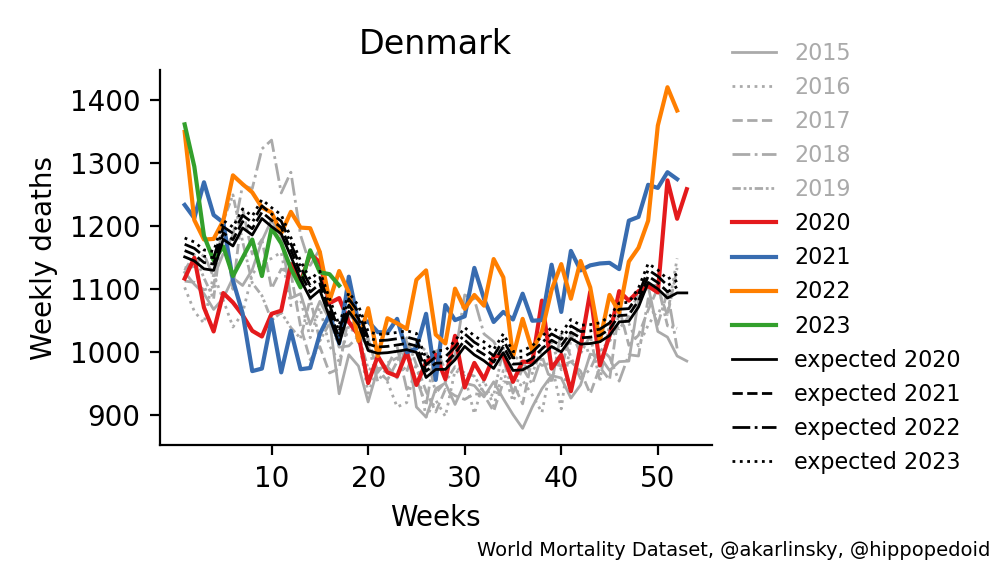 Denmark
Weekly deaths
1400
1300
1200
1100
1000
900
10
20
30
40
50
Weeks
2015
2016
2017
2018
2019
2020
2021
2022
2023
expected 2020
expected 2021
expected 2022
expected 2023
World Mortality Dataset, @akarlinsky, @hippopedoid